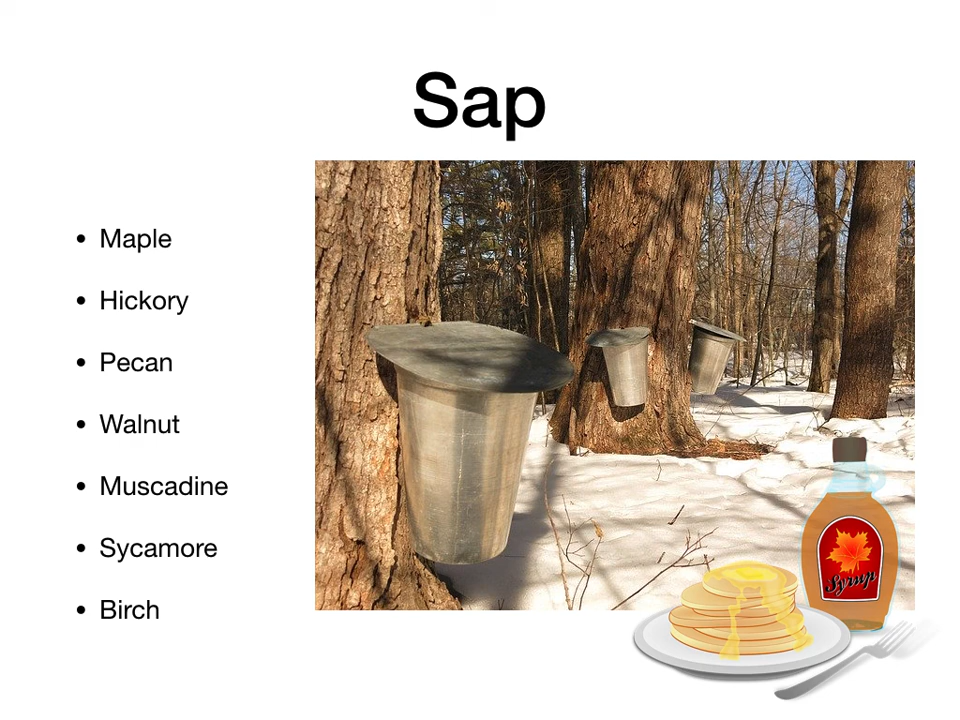 Sap
Maple
Hickory
Pecan
Walnut
Muscadine
Sycamore
Birch
Syrup